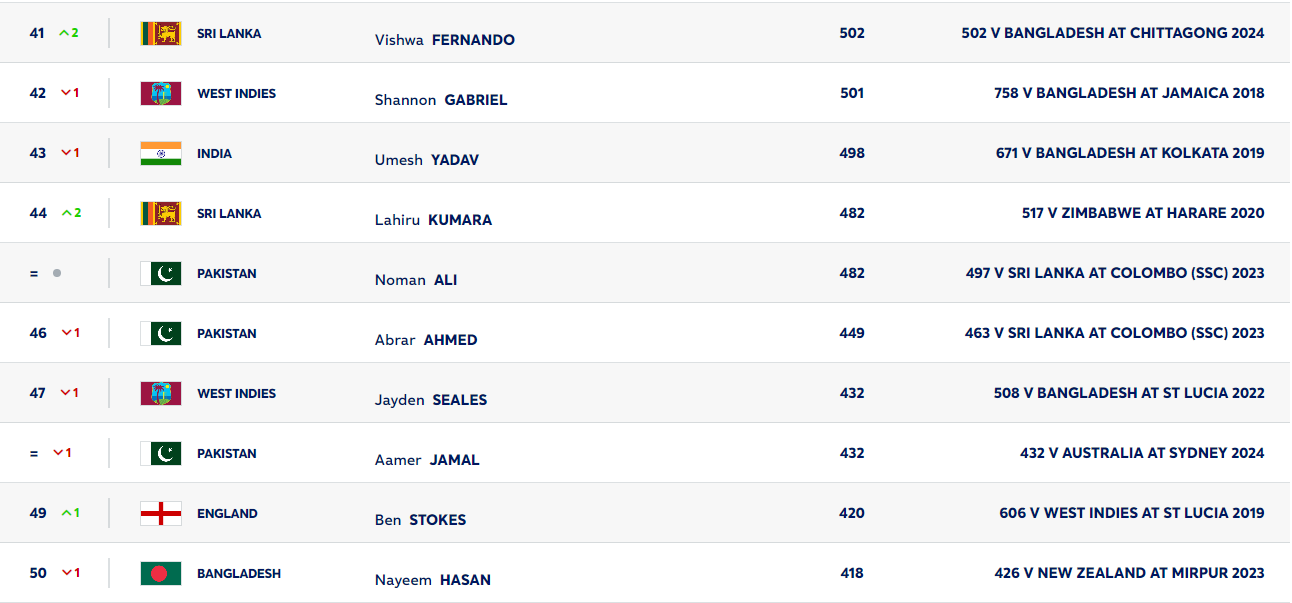 41 2 SRI LANKA Vishwa FERNANDO 502 502 V BANGLADESH AT CHITTAGONG 2024
42 1 WEST INDIES Shannon GABRIEL 501 758 V BANGLADESH AT JAMAICA 2018
43 1 INDIA Umesh YADAV 498 671 V BANGLADESH AT KOLKATA 2019
44 2 SRI LANKA Lahiru KUMARA 482 517 V ZIMBABWE AT HARARE 2020
= PAKISTAN Noman ALI 482 497 V SRI LANKA AT COLOMBO (SSC) 2023
46 1 PAKISTAN Abrar AHMED 449 463 V SRI LANKA AT COLOMBO (SSC) 2023
47 1 WEST INDIES Jayden SEALES 432 508 V BANGLADESH AT ST LUCIA 2022
= 1 PAKISTAN Aamer JAMAL 432 432 V AUSTRALIA AT SYDNEY 2024
49 1 ENGLAND Ben STOKES 420 606 V WEST INDIES AT ST LUCIA 2019
50 1 BANGLADESH Nayeem HASAN 418 426 V NEW ZEALAND AT MIRPUR 2023